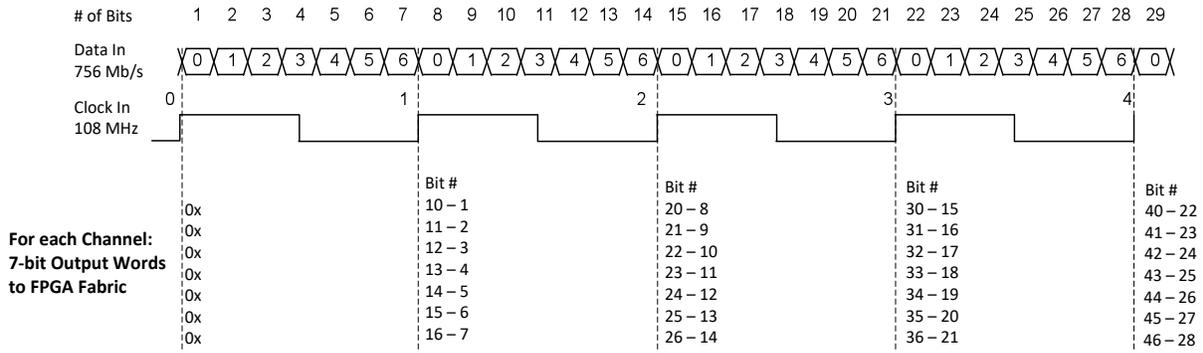 # of Bits 1 2 3 4 5 6 7 8 9 10 11 12 13 14 15 16 17 18 19 20 21 22 23 24 25 26 27 28 29
Data In
756 Mb/s
0 1 2 3 4 5 6 0 1 2 3 4 5 6 0 1 2 3 4 5 6 0 1 2 3 4 5 6 0
0 1 2 3 4
Clock In
108 MHz
For each Channel:
7-bit Output Words
to FPGA Fabric
0x
0x
0x
0x
0x
0x
0x
Bit #
10 – 1
11 – 2
12 – 3
13 – 4
14 – 5
15 – 6
16 – 7
Bit #
20 – 8
21 – 9
22 – 10
23 – 11
24 – 12
25 – 13
26 – 14
Bit #
30 – 15
31 – 16
32 – 17
33 – 18
34 – 19
35 – 20
36 – 21
Bit #
40 – 22
41 – 23
42 – 24
43 – 25
44 – 26
45 – 27
46 – 28